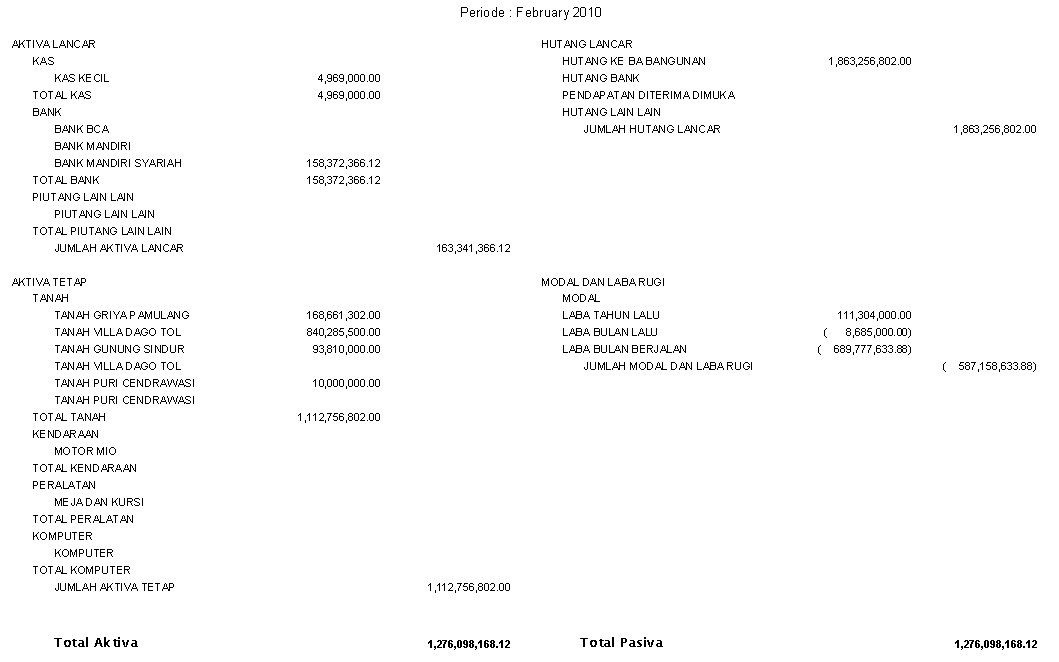 Periode : February 2010
AKTIVA LANCAR
KAS
KAS KECIL 4,969,000.00
TOTAL KAS 4,969,000.00
BANK
BANK BCA
BANK MANDIRI
BANK MANDIRI SYARIAH 158,372,366.12
TOTAL BANK 158,372,366.12
PIUTANG LAIN LAIN
PIUTANG LAIN LAIN
TOTAL PIUTANG LAIN LAIN
JUMLAH AKTIVA LANCAR 163,341,366.12
AKTIVA TETAP
TANAH
TANAH GRIYA PAMULANG 168,661,302.00
TANAH VILLA DAGO TOL 840,285,500.00
TANAH GUNUNG SINDUR 93,810,000.00
TANAH VILLA DAGO TOL
TANAH PURI CENDRAWASI 10,000,000.00
TANAH PURI CENDRAWASI
TOTAL TANAH 1,112,756,802.00
KENDARAAN
MOTOR MIO
TOTAL KENDARAAN
PERALATAN
MEJA DAN KURSI
TOTAL PERALATAN
KOMPUTER
KOMPUTER
TOTAL KOMPUTER
JUMLAH AKTIVA TETAP 1,112,756,802.00
Total Aktiva 1,276,098,168.12
HUTANG LANCAR
HUTANG KE BA BANGUNAN 1,863,256,802.00
HUTANG BANK
PENDAPATAN DITERIMA DIMUKA
HUTANG LAIN LAIN
JUMLAH HUTANG LANCAR 1,863,256,802.00
MODAL DAN LABA RUGI
MODAL
LABA TAHUN LALU 111,304,000.00
LABA BULAN LALU ( 8,685,000.00)
LABA BULAN BERJALAN ( 689,777,633.88)
JUMLAH MODAL DAN LABA RUGI ( 587,158,633.88)
Total Pasiva 1,276,098,168.12